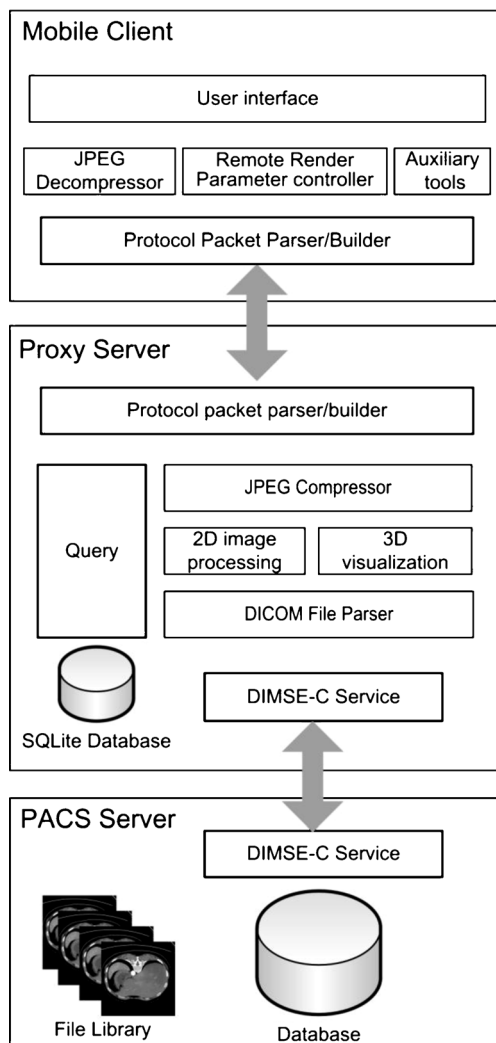 Mobile Client
User interface
JPEG
Decompressor
Remote Render
Parameter controller
Auxiliary
tools
Protocol Packet Parser/Builder
Proxy Server
Protocol packet parser/builder
Query
JPEG Compressor
2D image
processing
3D
visualization
DICOM File Parser
SQLite Database
DIMSE-C Service
PACS Server
DIMSE-C Service
File Library
Database